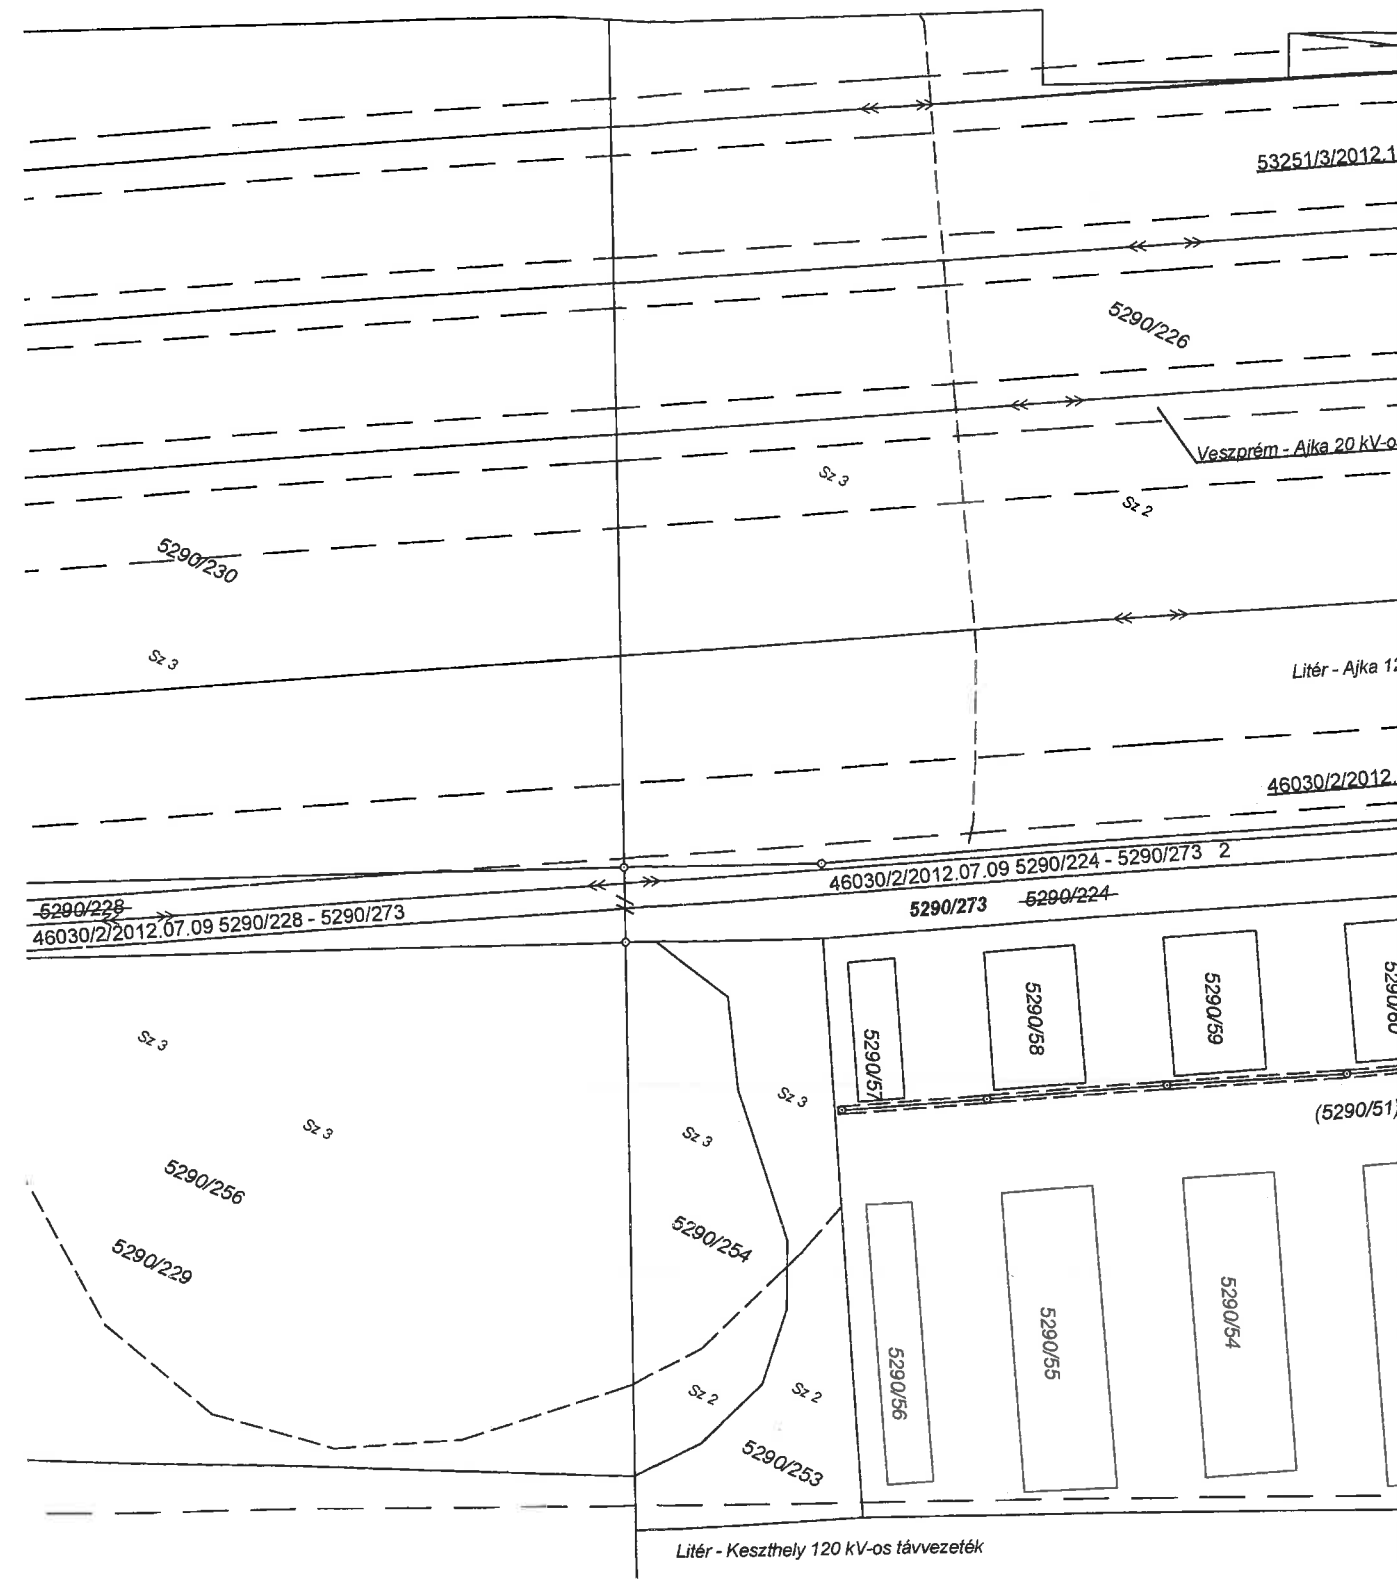 53251/3/2012.1
5290/226
Veszprém - Ajka 20 kV-o
Sz 3
Sz 2
5290/230
Sz 3
Litér - Ajka 12
46030/2/2012.
46030/2/2012.07.09 5290/224 - 5290/273 2
5290/228
5290/273 5290/224
46030/2/2012.07.09 5290/228 - 5290/273
5290/57
5290/58
5290/59
5290/60
Sz 3
Sz 3
Sz 3
Sz 3
(5290/51)
5290/256
5290/254
5290/229
5290/56
5290/55
5290/54
Sz 2
Sz 2
5290/253
Litér - Keszthely 120 kV-os távvezeték